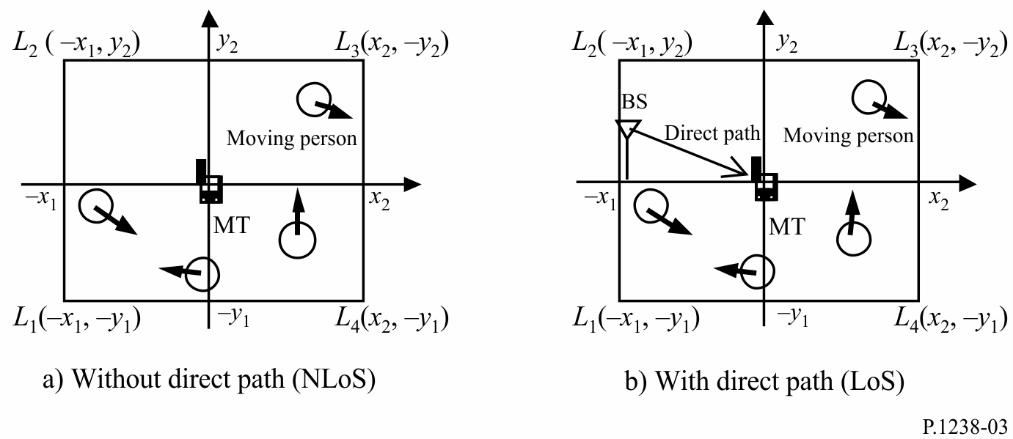 L2 ( –x1, y2)
y2
L3(x2, –y2)
Moving person
–x1
x2
MT
L1(–x1, –y1)
–y1
L4(x2, –y1)
a) Without direct path (NLoS)
L2( –x1, y2)
y2
L3(x2, –y2)
BS
Direct path
Moving person
–x1
x2
MT
L1(–x1, –y1)
–y1
L4(x2, –y1)
b) With direct path (LoS)
P.1238-03